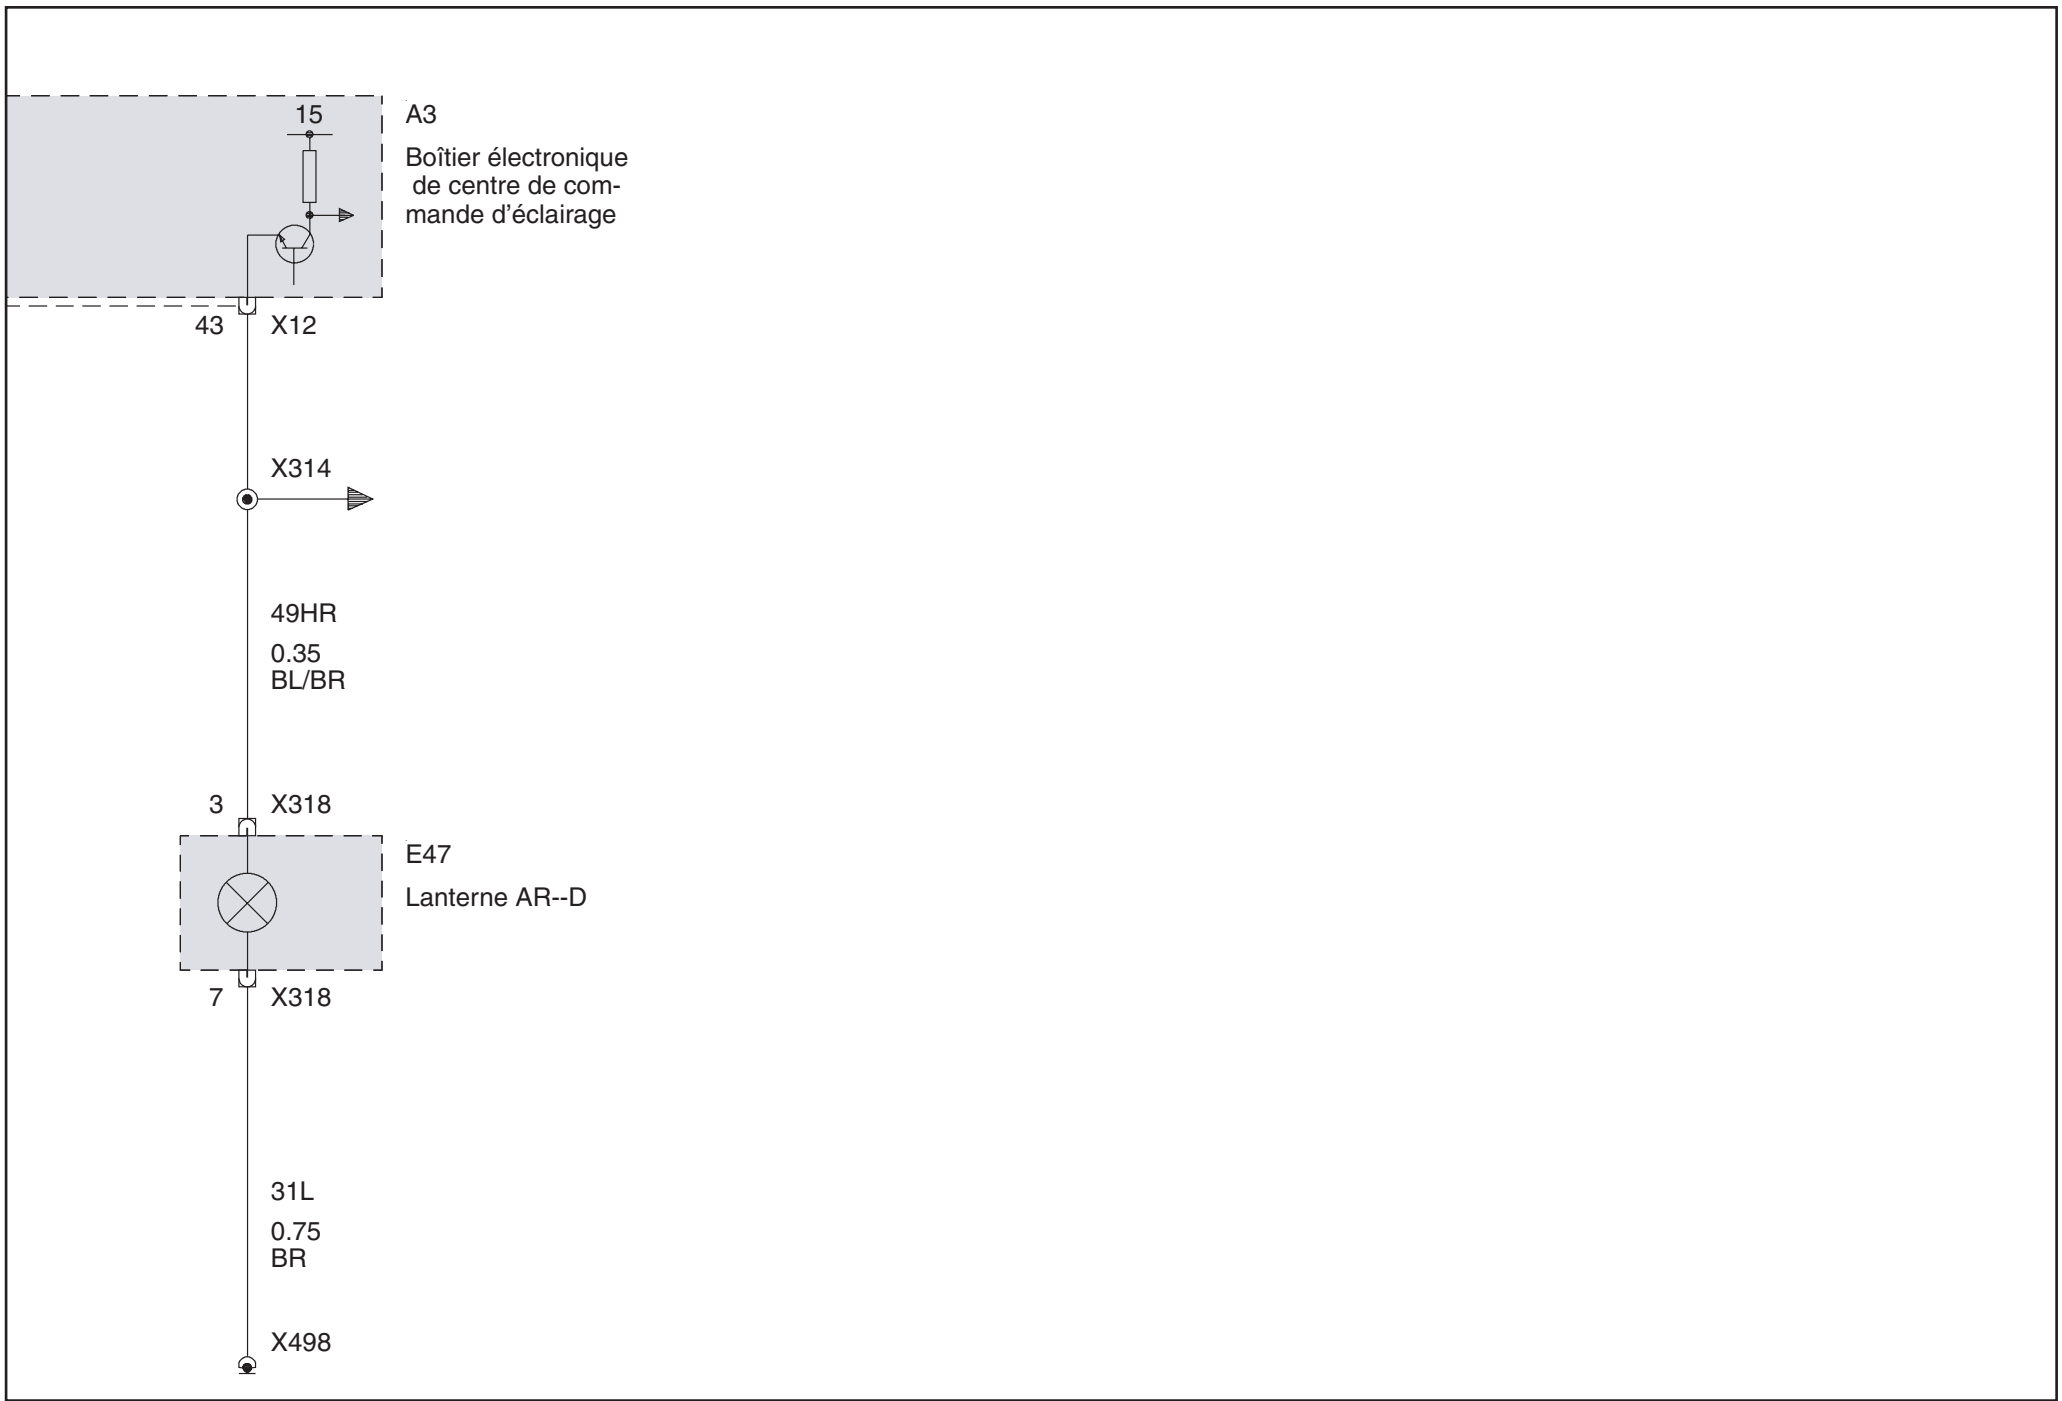 15
A3
Boîtier électronique
de centre de com-
mande d'éclairage
43 X12
X314
49HR
0.35
BL/BR
3 X318
E47
Lanterne AR--D
7 X318
31L
0.75
BR
X498